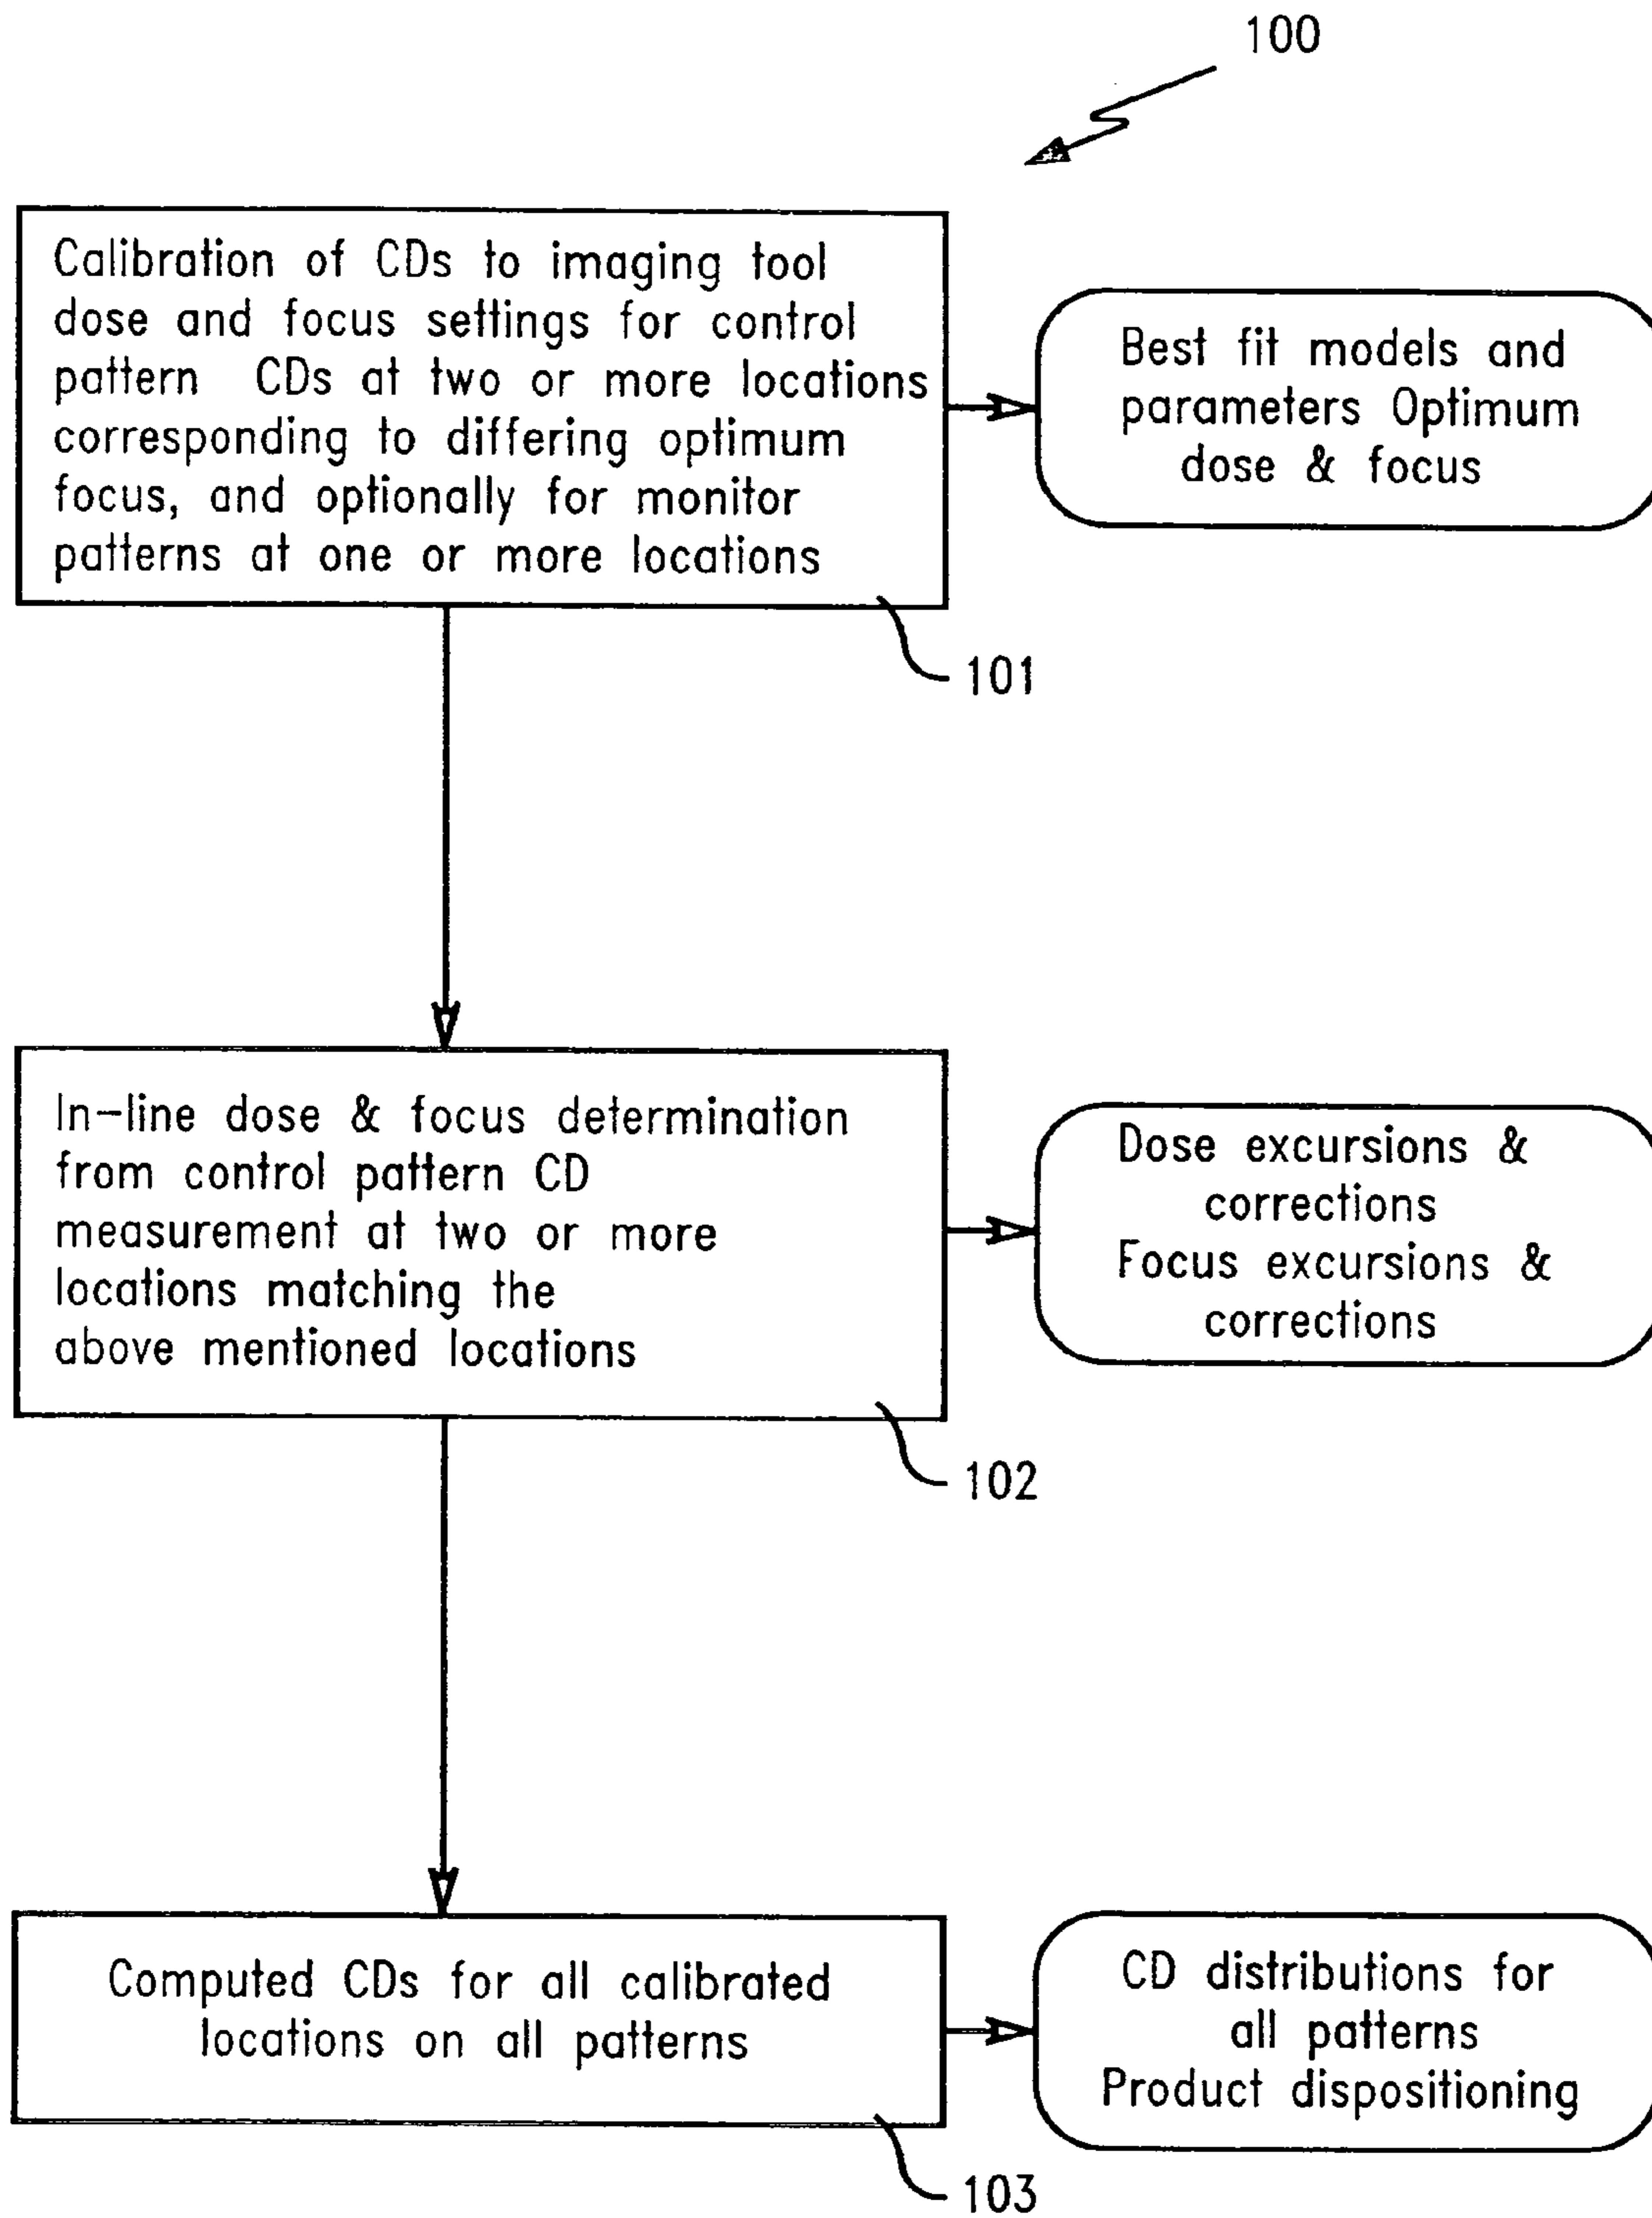 100
Calibration of CDs to imaging tool
dose and focus settings for control
pattern CDs at two or more locations
corresponding to differing optimum
focus, and optionally for monitor
patterns at one or more locations
Best fit models and
parameters Optimum
dose & focus
101
In-line dose & focus determination
from control pattern CD
measurement at two or more
locations matching the
above mentioned locations
Dose excursions &
corrections
Focus excursions &
corrections
102
Computed CDs for all calibrated
locations on all patterns
CD distributions for
all patterns
Product dispositioning
103